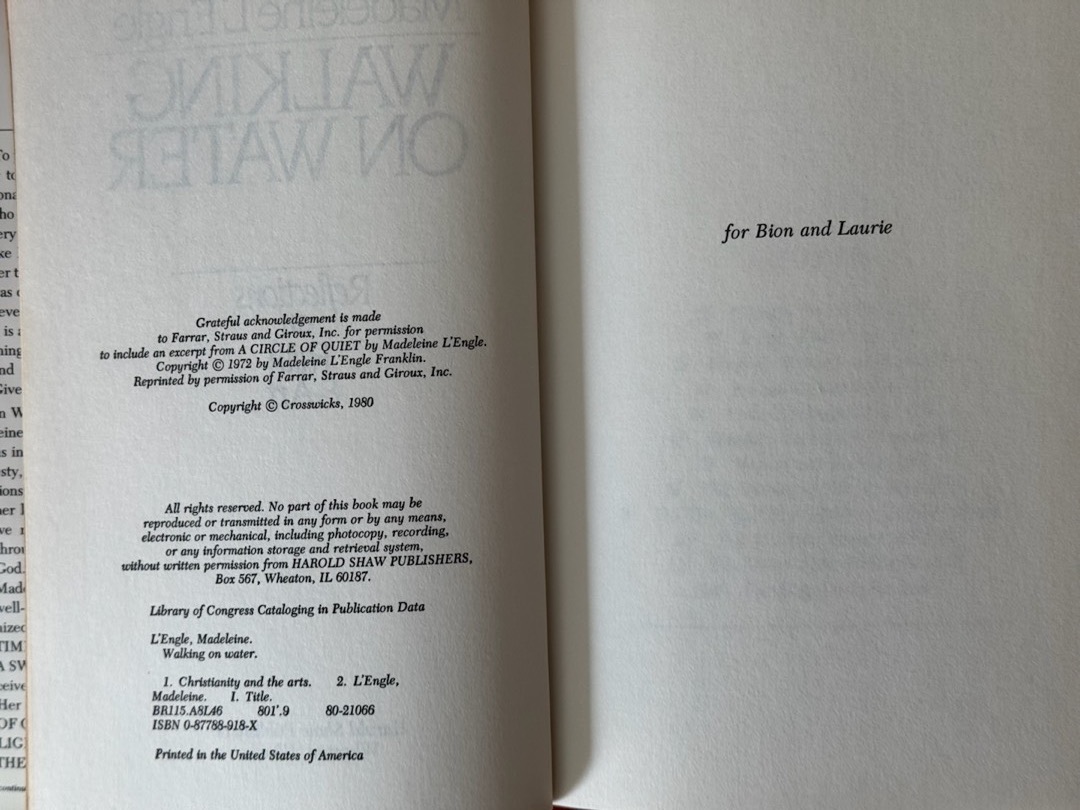 Madeleine L'Engle
WALKING
ON WATER
Reflections
Grateful acknowledgement is made
to Farrar, Straus and Giroux, Inc. for permission
to include an excerpt from A CIRCLE OF QUIET by Madeleine L'Engle.
Copyright © 1972 by Madeleine L'Engle Franklin.
Reprinted by permission of Farrar, Straus and Giroux, Inc.
Copyright © Crosswicks, 1980
All rights reserved. No part of this book may be
reproduced or transmitted in any form or by any means,
electronic or mechanical, including photocopy, recording,
or any information storage and retrieval system,
without written permission from HAROLD SHAW PUBLISHERS,
Box 567, Wheaton, IL 60187.
Library of Congress Cataloging in Publication Data
L'Engle, Madeleine.
Walking on water.
1. Christianity and the arts. 2. L'Engle,
Madeleine. I. Title.
BR115.A8L46 801'.9 80-21066
ISBN 0-87788-918-X
Printed in the United States of America
for Bion and Laurie